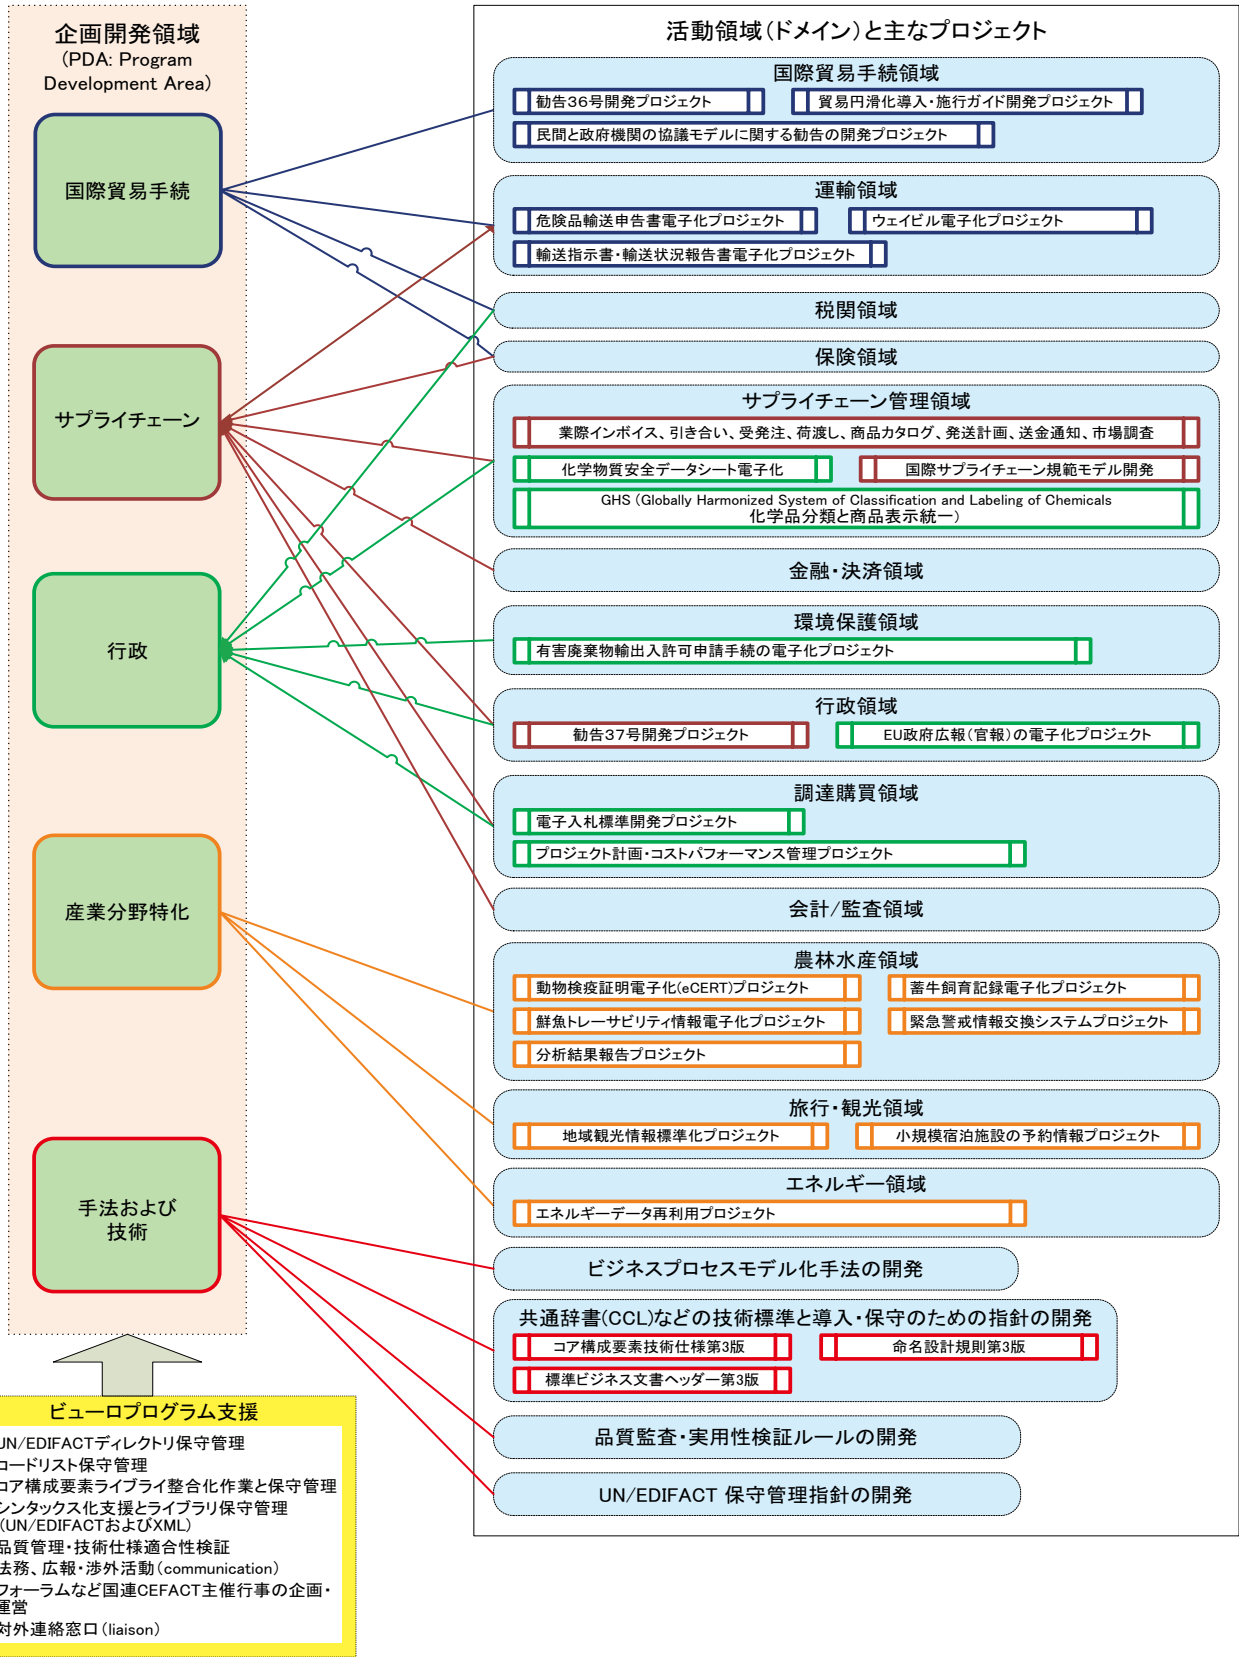 企画開発領域
(PDA: Program
Development Area)
国際貿易手続
サプライチェーン
行政
産業分野特化
手法および
技術
活動領域(ドメイン)と主なプロジェクト
国際貿易手続領域
勧告36号開発プロジェクト
貿易円滑化導入・施行ガイド開発プロジェクト
民間と政府機関の協議モデルに関する勧告の開発プロジェクト
運輸領域
危険品輸送申告書電子化プロジェクト
ウェイビル電子化プロジェクト
輸送指示書・輸送状況報告書電子化プロジェクト
税関領域
保険領域
サプライチェーン管理領域
業際インボイス、引き合い、受発注、荷渡し、商品カタログ、発送計画、送金通知、市場調査
化学物質安全データシート電子化
国際サプライチェーン規範モデル開発
GHS (Globally Harmonized System of Classification and Labeling of Chemicals
化学品分類と商品表示統一)
金融・決済領域
環境保護領域
有害廃棄物輸出入許可申請手続の電子化プロジェクト
行政領域
勧告37号開発プロジェクト
EU政府広報(官報)の電子化プロジェクト
調達購買領域
電子入札標準開発プロジェクト
プロジェクト計画・コストパフォーマンス管理プロジェクト
会計/監査領域
農林水産領域
動物検疫証明電子化(eCERT)プロジェクト
蓄牛飼育記録電子化プロジェクト
鮮魚トレーサビリティ情報電子化プロジェクト
緊急警戒情報交換システムプロジェクト
分析結果報告プロジェクト
旅行・観光領域
地域観光情報標準化プロジェクト
小規模宿泊施設の予約情報プロジェクト
エネルギー領域
エネルギーデータ再利用プロジェクト
ビジネスプロセスモデル化手法の開発
共通辞書(CCL)などの技術標準と導入・保守のための指針の開発
コア構成要素技術仕様第3版
命名設計規則第3版
標準ビジネス文書ヘッダー第3版
品質監査・実用性検証ルールの開発
UN/EDIFACT 保守管理指針の開発
ビューロプログラム支援
UN/EDIFACTディレクトリ保守管理
コードリスト保守管理
コア構成要素ライブライ整合化作業と保守管理
シンタックス化支援とライブラリ保守管理
(UN/EDIFACTおよびXML)
品質管理・技術仕様適合性検証
法務、広報・渉外活動(communication)
フォーラムなど国連CEFACT主催行事の企画・
運営
対外連絡窓口(liaison)